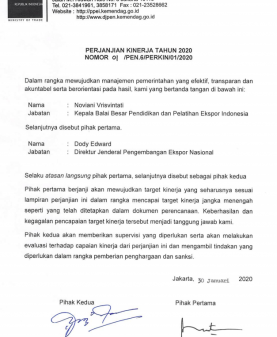 Tel. 021-3841961, 3858171 Fax : 021-23528662
Website : http://ppei.kemendag.go.id
http://www.djpen.kemendag.go.id
PERJANJIAN KINERJA TAHUN 2020
NOMOR 01 /PEN.6/PERKIN/01/2020
Dalam rangka mewujudkan manajemen pemerintahan yang efektif, transparan dan
akuntabel serta berorientasi pada hasil, kami yang bertanda tangan di bawah ini:
Nama : Noviani Vrisvintati
Jabatan : Kepala Balai Besar Pendidikan dan Pelatihan Ekspor Indonesia
Selanjutnya disebut pihak pertama.
Nama : Dody Edward
Jabatan : Direktur Jenderal Pengembangan Ekspor Nasional
Selaku atasan langsung pihak pertama, selanjutnya disebut sebagai pihak kedua
Pihak pertama berjanji akan mewujudkan target kinerja yang seharusnya sesuai
lampiran perjanjian ini dalam rangka mencapai target kinerja jangka menengah
seperti yang telah ditetapkan dalam dokumen perencanaan. Keberhasilan dan
kegagalan pencapaian target kinerja tersebut menjadi tanggung jawab kami.
Pihak kedua akan memberikan supervisi yang diperlukan serta akan melakukan
evaluasi terhadap capaian kinerja dari perjanjian ini dan mengambil tindakan yang
diperlukan dalam rangka pemberian penghargaan dan sanksi.
Jakarta, 30 Januari 2020
Pihak Kedua Pihak Pertama